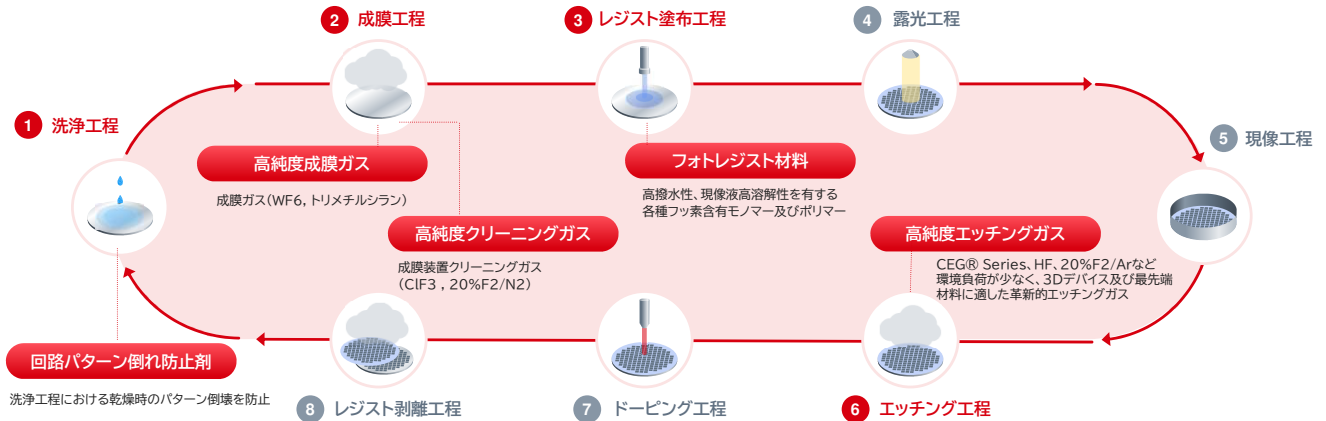 1 洗浄工程
2 成膜工程
3 レジスト塗布工程
4 露光工程
5 現像工程
高純度成膜ガス
成膜ガス(WF6, トリメチルシラン)
高純度クリーニングガス
成膜装置クリーニングガス
(ClF3 , 20%F2/N2)
フォトレジスト材料
高撥水性、現像液高溶解性を有する
各種フッ素含有モノマー及びポリマー
高純度エッチングガス
CEG® Series、HF、20%F2/Arなど
環境負荷が少なく、3Dデバイス及び最先端
材料に適した革新的エッチングガス
回路パターン倒れ防止剤
洗浄工程における乾燥時のパターン倒壊を防止
8 レジスト剥離工程
7 ドーピング工程
6 エッチング工程